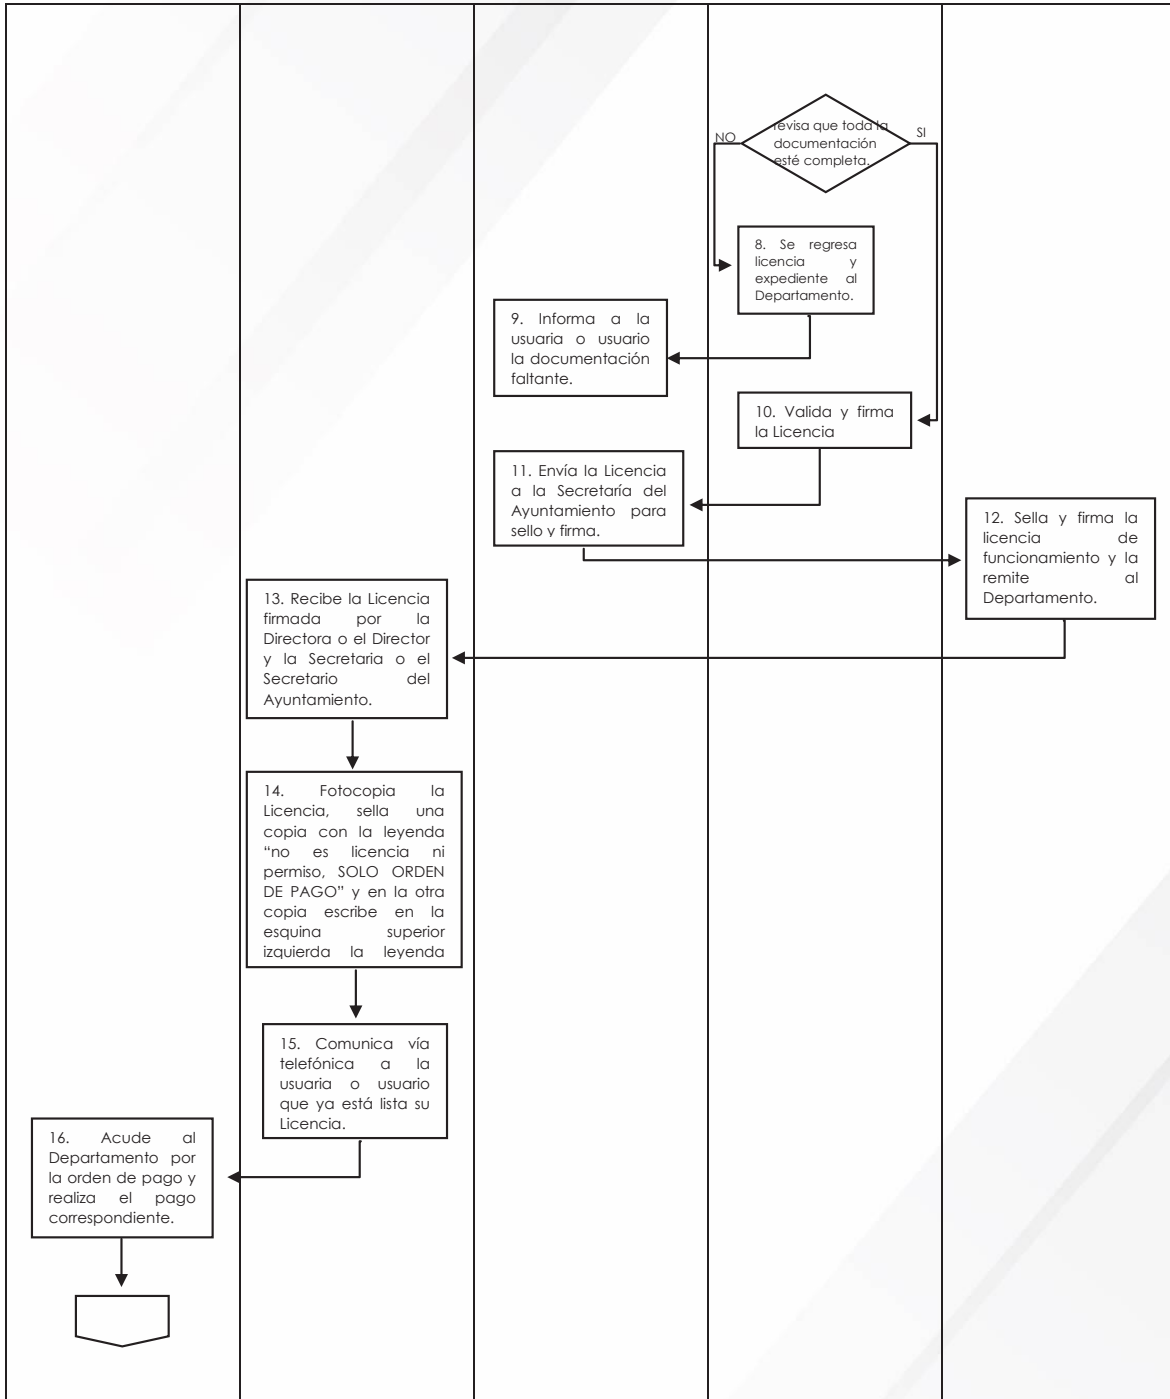 revisa que toda la
documentación
esté completa.
NO
SI
8. Se regresa
licencia y
expediente al
Departamento.
9. Informa a la
usuaria o usuario
la documentación
faltante.
10. Valida y firma
la Licencia
11. Envía la Licencia
a la Secretaría del
Ayuntamiento para
sello y firma.
12. Sella y firma la
licencia de
funcionamiento y la
remite al
Departamento.
13. Recibe la Licencia
firmada por la
Directora o el Director
y la Secretaria o el
Secretario del
Ayuntamiento.
14. Fotocopia la
Licencia, sella una
copia con la leyenda
“no es licencia ni
permiso, SOLO ORDEN
DE PAGO” y en la otra
copia escribe en la
esquina superior
izquierda la leyenda
15. Comunica vía
telefónica a la
usuaria o usuario
que ya está lista su
Licencia.
16. Acude al
Departamento por
la orden de pago y
realiza el pago
correspondiente.